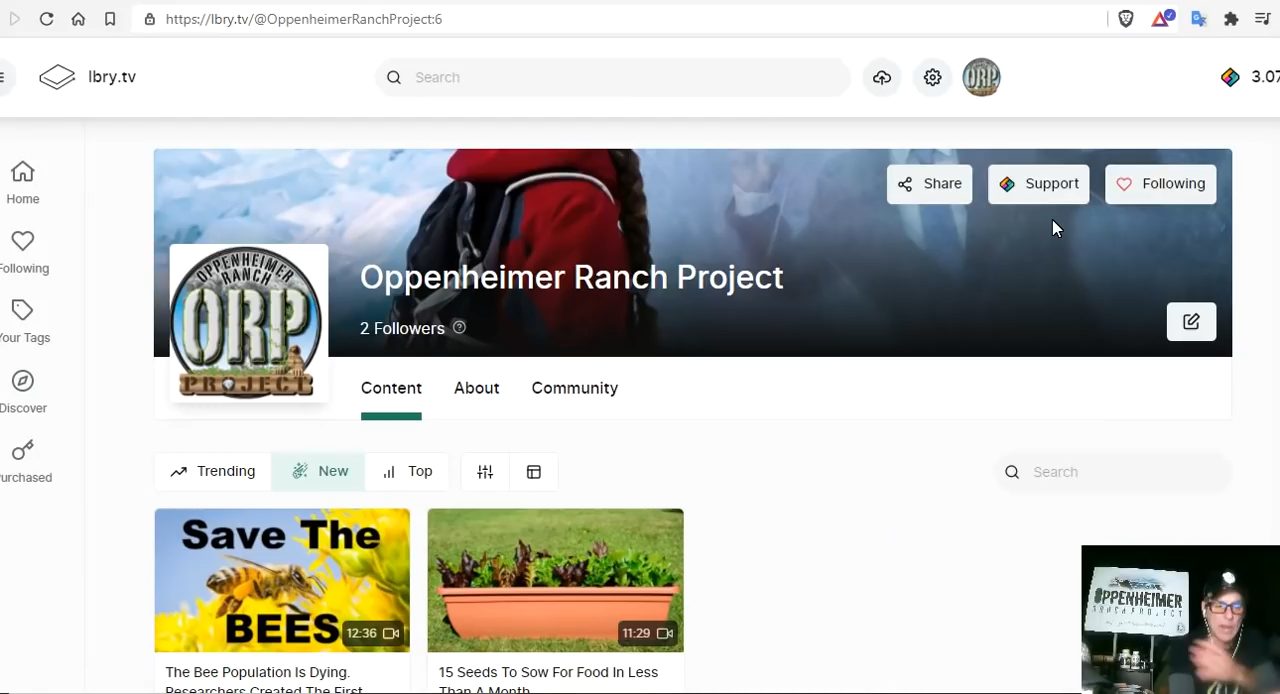 https://lbry.tv/@OppenheimerRanchProject:6
lbry.tv
Search
ORP
3.07
Home
Following
Your Tags
Discover
Purchased
Share
Support
Following
OPPENHEIMER
RANCH
ORP
PROJECT
Oppenheimer Ranch Project
2 Followers
Content
About
Community
Trending
New
Top
Search
Save The
BEES
12:36
11:29
The Bee Population Is Dying.
Researchers Created The First
15 Seeds To Sow For Food In Less
Than A Month
OPPENHEIMER
RANCH PROJECT